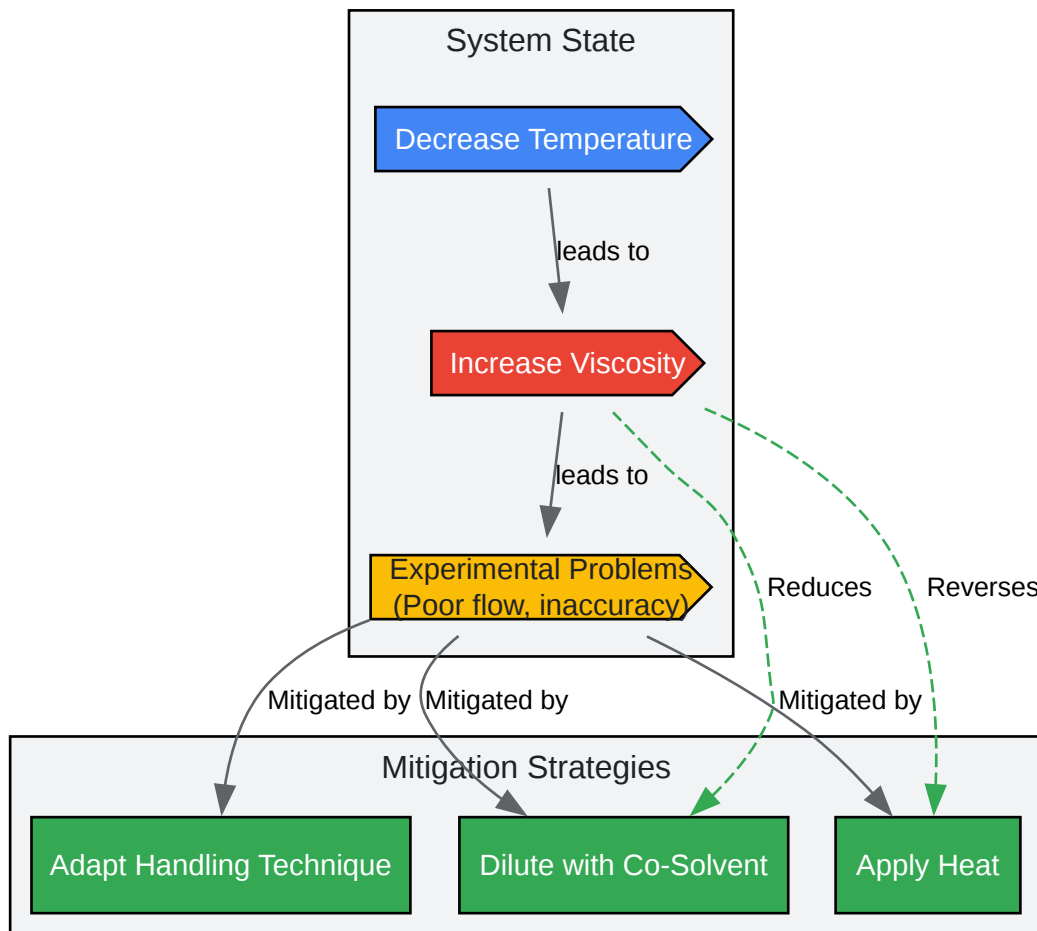 System State
Decrease Temperature
leads to
Increase Viscosity
leads to
Experimental Problems
(Poor flow, inaccuracy)
Reduces
Reverses
Mitigated by
Mitigated by
Mitigated by
Mitigation Strategies
Adapt Handling Technique
Dilute with Co-Solvent
Apply Heat